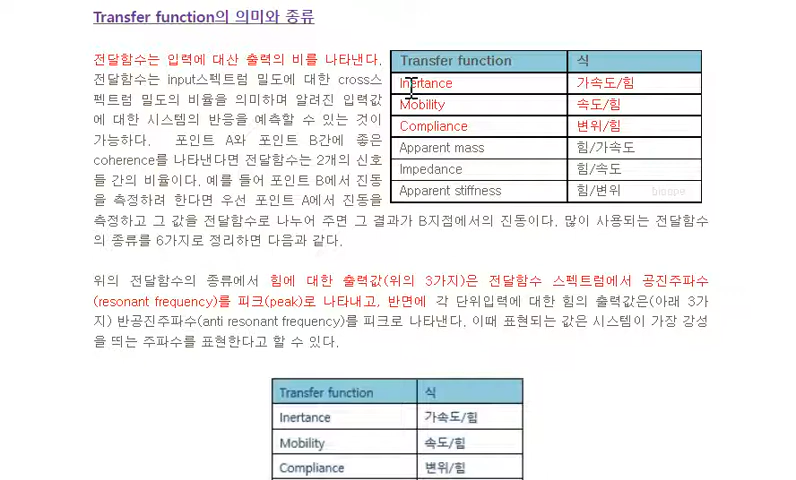 Transfer function의 의미와 종류
전달함수는 입력에 대산 출력의 비를 나타낸다.
전달함수는 input스펙트럼 밀도에 대한 cross스
펙트럼 밀도의 비율을 의미하며 알려진 입력값
에 대한 시스템의 반응을 예측할 수 있는 것이
가능하다. 포인트 A와 포인트 B간에 좋은
coherence를 나타낸다면 전달함수는 2개의 신호
들 간의 비율이다. 예를 들어 포인트 B에서 진동
을 측정하려 한다면 우선 포인트 A에서 진동을
측정하고 그 값을 전달함수로 나누어 주면 그 결과가 B지점에서의 진동이다. 많이 사용되는 전달함수
의 종류를 6가지로 정리하면 다음과 같다.
Transfer function 식
Inertance 가속도/힘
Mobility 속도/힘
Compliance 변위/힘
Apparent mass 힘/가속도
Impedance 힘/속도
Apparent stiffness 힘/변위
위의 전달함수의 종류에서 힘에 대한 출력값(위의 3가지)은 전달함수 스펙트럼에서 공진주파수
(resonant frequency)를 피크(peak)로 나타내고, 반면에 각 단위입력에 대한 힘의 출력값은(아래 3가
지) 반공진주파수(anti resonant frequency)를 피크로 나타낸다. 이때 표현되는 값은 시스템이 가장 강성
을 띄는 주파수를 표현한다고 할 수 있다.
Transfer function 식
Inertance 가속도/힘
Mobility 속도/힘
Compliance 변위/힘